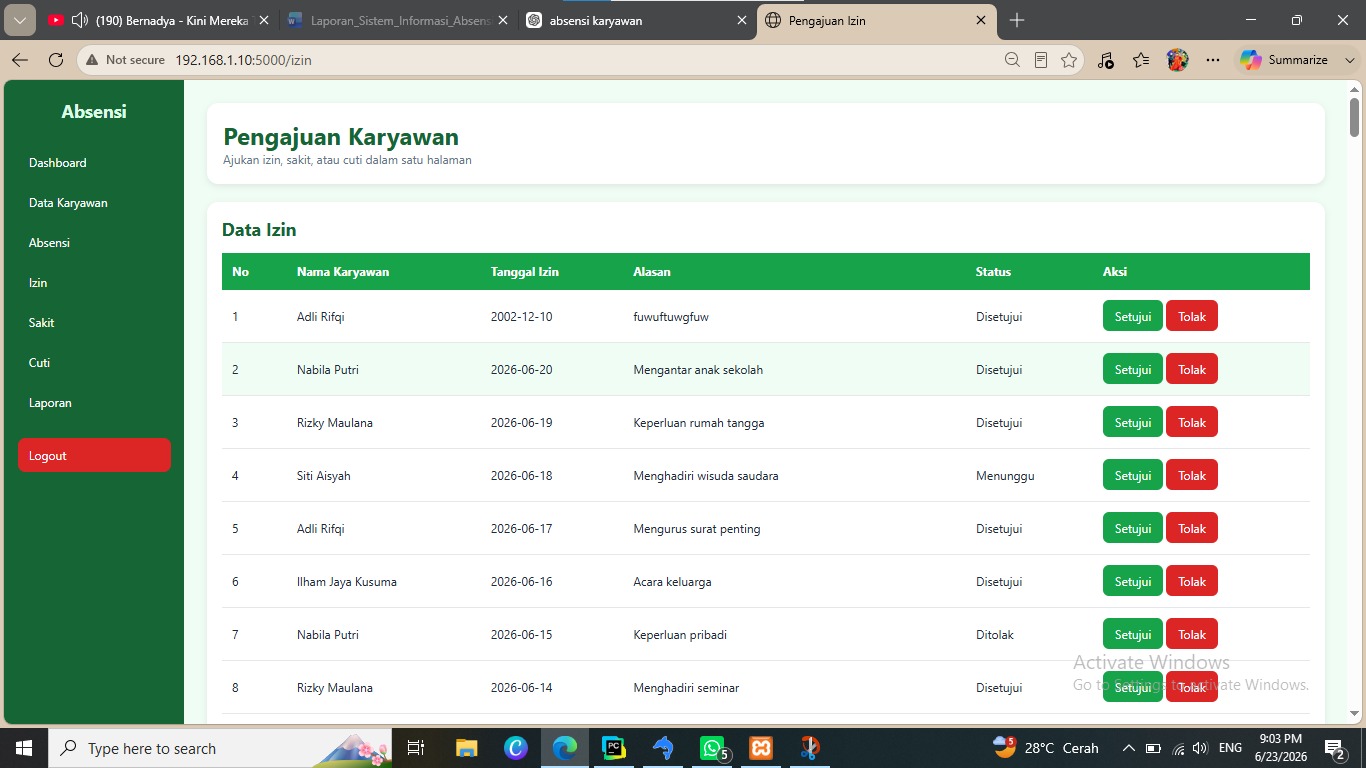 (190) Bernadya - Kini Mereka
Laporan_Sistem_Informasi_Absens
absensi karyawan
Pengajuan Izin
Not secure 192.168.1.10:5000/izin
Summarize
Absensi
Dashboard
Data Karyawan
Absensi
Izin
Sakit
Cuti
Laporan
Logout
Pengajuan Karyawan
Ajukan izin, sakit, atau cuti dalam satu halaman
Data Izin
No Nama Karyawan Tanggal Izin Alasan Status Aksi
1 Adli Rifqi 2002-12-10 fuwuftuwgfuw Disetujui Setujui Tolak
2 Nabila Putri 2026-06-20 Mengantar anak sekolah Disetujui Setujui Tolak
3 Rizky Maulana 2026-06-19 Keperluan rumah tangga Disetujui Setujui Tolak
4 Siti Aisyah 2026-06-18 Menghadiri wisuda saudara Menunggu Setujui Tolak
5 Adli Rifqi 2026-06-17 Mengurus surat penting Disetujui Setujui Tolak
6 Ilham Jaya Kusuma 2026-06-16 Acara keluarga Disetujui Setujui Tolak
7 Nabila Putri 2026-06-15 Keperluan pribadi Ditolak Setujui Tolak
8 Rizky Maulana 2026-06-14 Menghadiri seminar Disetujui Setujui Tolak
Activate Windows
Go to Settings to activate Windows.
Type here to search
PC
5
5
28°C Cerah
ENG
9:03 PM
6/23/2026
2